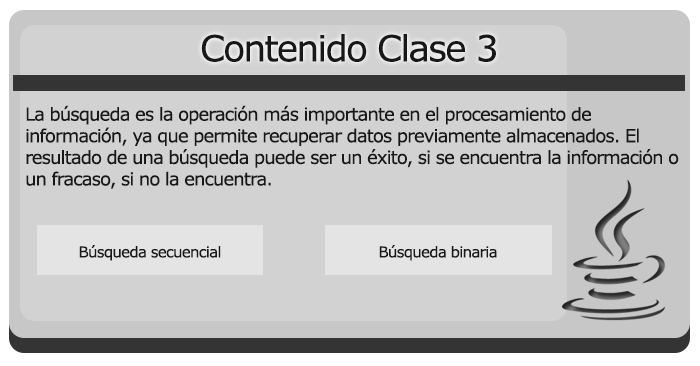 Contenido Clase 3
La búsqueda es la operación más importante en el procesamiento de
información, ya que permite recuperar datos previamente almacenados. El
resultado de una búsqueda puede ser un éxito, si se encuentra la información o
un fracaso, si no la encuentra.
Búsqueda secuencial
Búsqueda binaria